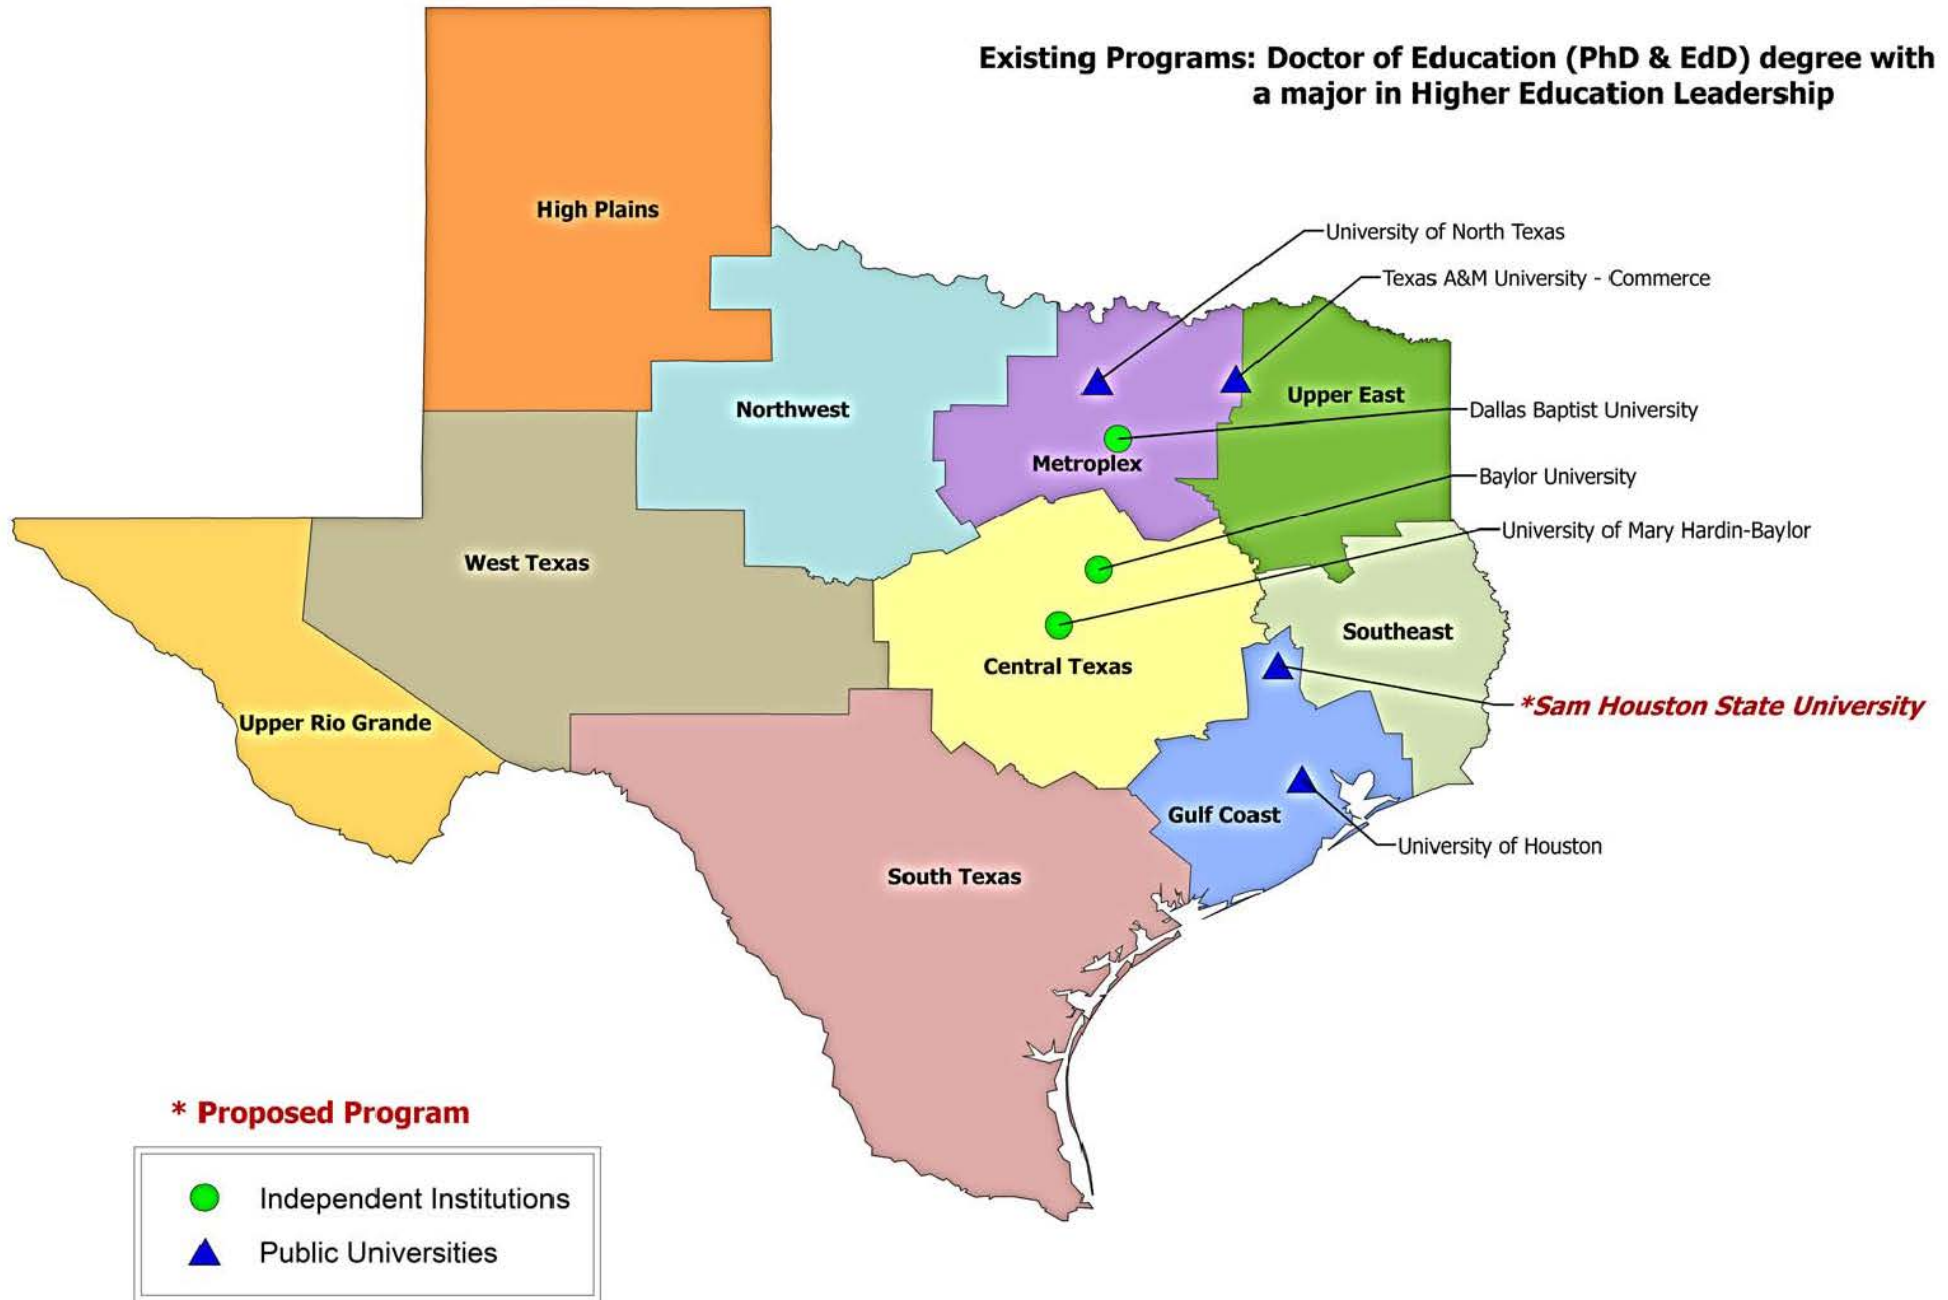 Existing Programs: Doctor of Education (PhD & EdD) degree with
a major in Higher Education Leadership
High Plains
University of North Texas
Texas A&M University - Commerce
Upper East
Northwest
Dallas Baptist University
Metroplex
Baylor University
University of Mary Hardin-Baylor
West Texas
Southeast
Central Texas
*Sam Houston State University
Upper Rio Grande
Gulf Coast
University of Houston
South Texas
* Proposed Program
Independent Institutions
Public Universities